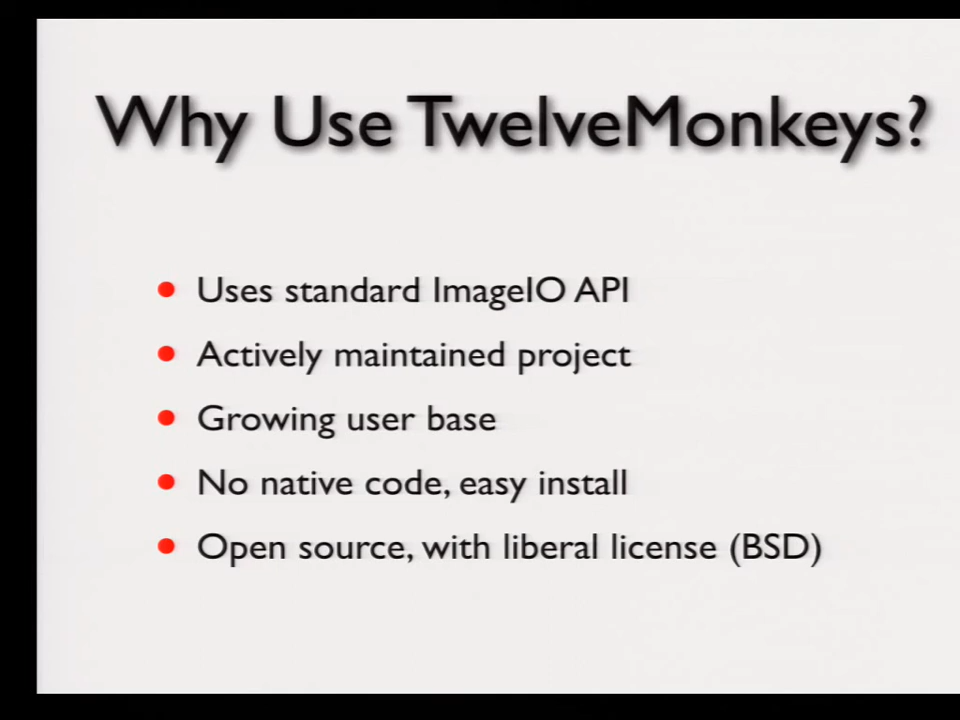 Why Use TwelveMonkeys?
Uses standard ImageIO API
Actively maintained project
Growing user base
No native code, easy install
Open source, with liberal license (BSD)